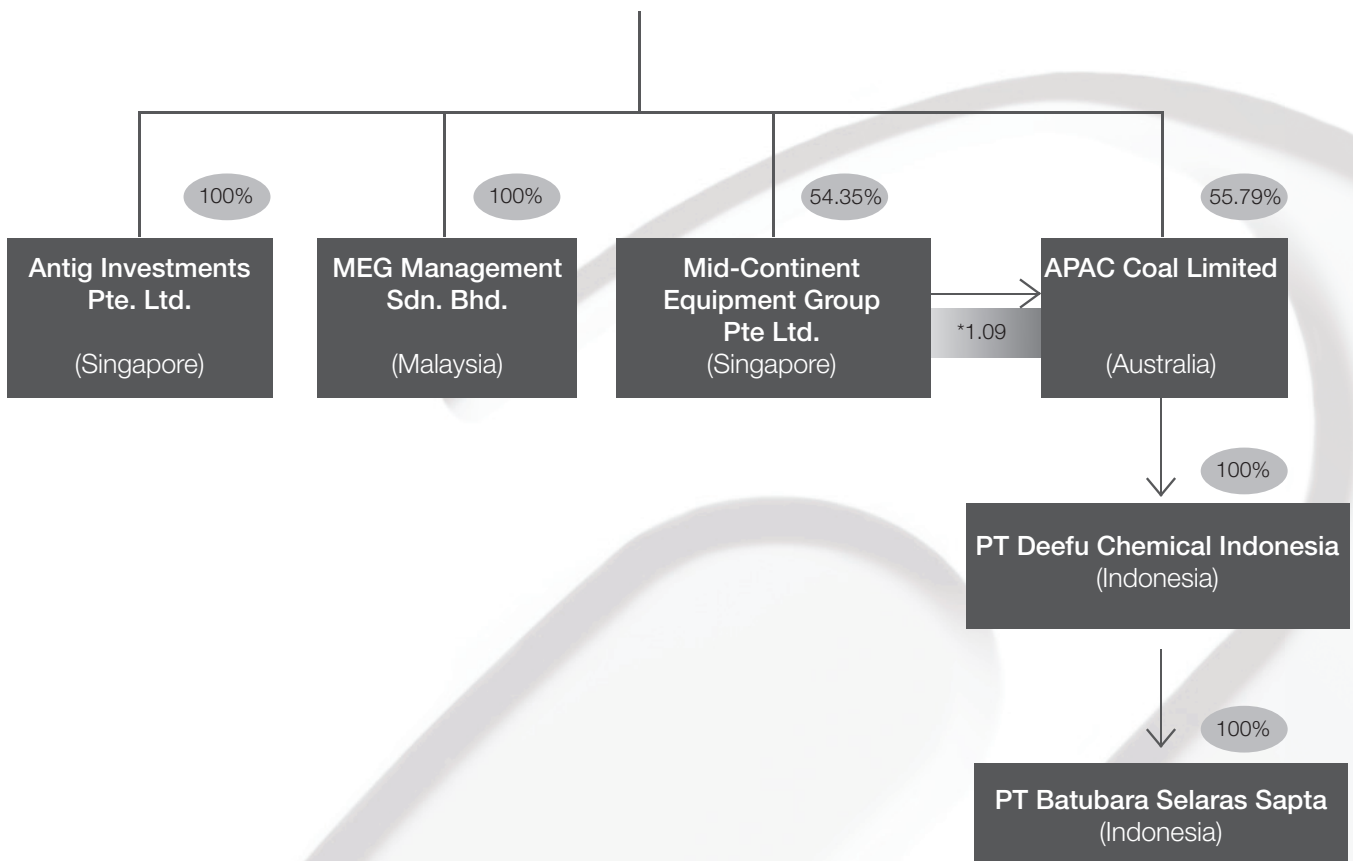 100%
100%
54.35%
55.79%
Antig Investments
Pte. Ltd.
(Singapore)
MEG Management
Sdn. Bhd.
(Malaysia)
Mid-Continent
Equipment Group
Pte Ltd.
(Singapore)
*1.09
APAC Coal Limited
(Australia)
100%
PT Deefu Chemical Indonesia
(Indonesia)
100%
PT Batubara Selaras Sapta
(Indonesia)